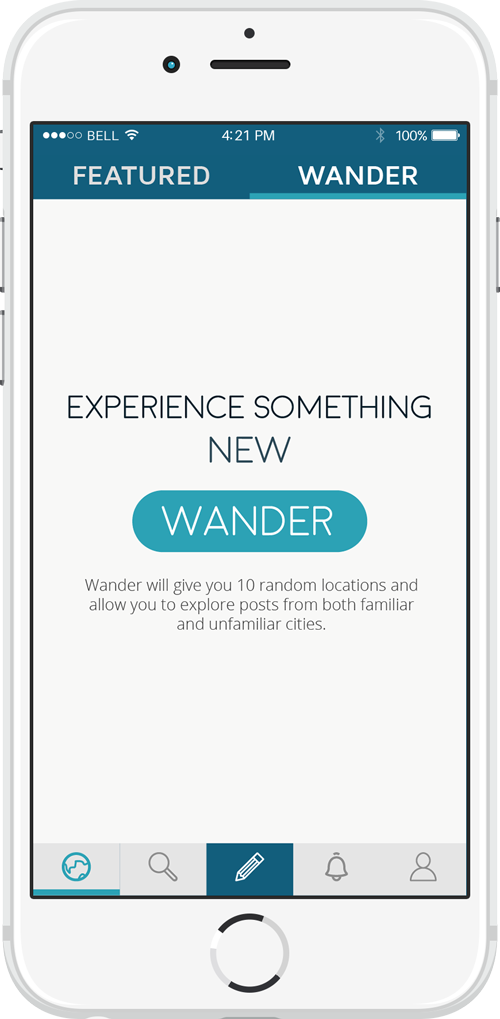 BELL 4:21 PM 100%
FEATURED WANDER
EXPERIENCE SOMETHING
NEW
WANDER
Wander will give you 10 random locations and
allow you to explore posts from both familiar
and unfamiliar cities.